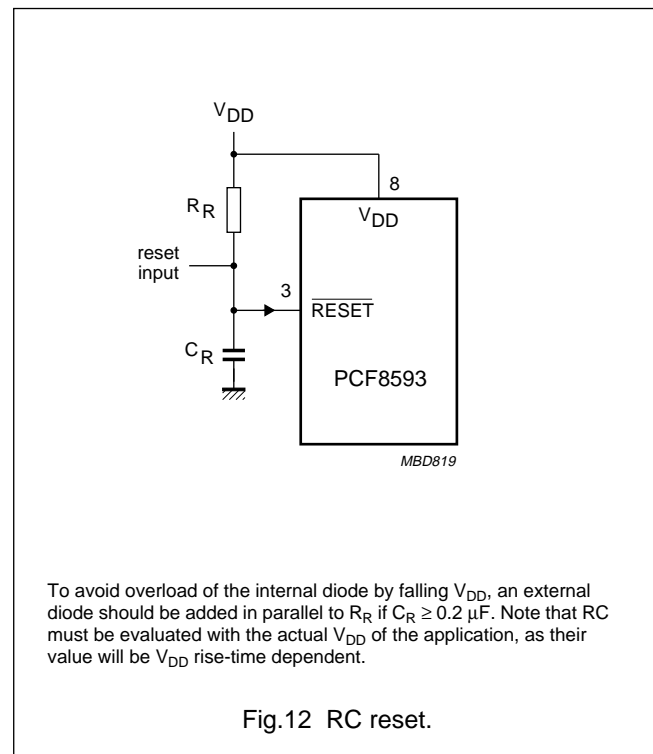 VDD
8
RR
VDD
reset
input
3
RESET
CR
PCF8593
MBD819
To avoid overload of the internal diode by falling VDD, an external
diode should be added in parallel to RR if CR ≥ 0.2 μF. Note that RC
must be evaluated with the actual VDD of the application, as their
value will be VDD rise-time dependent.
Fig.12 RC reset.